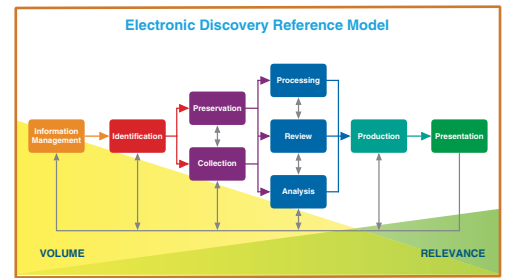 Electronic Discovery Reference Model
Processing
Preservation
Information
Management
Identification
Review
Production
Presentation
Collection
Analysis
VOLUME
RELEVANCE